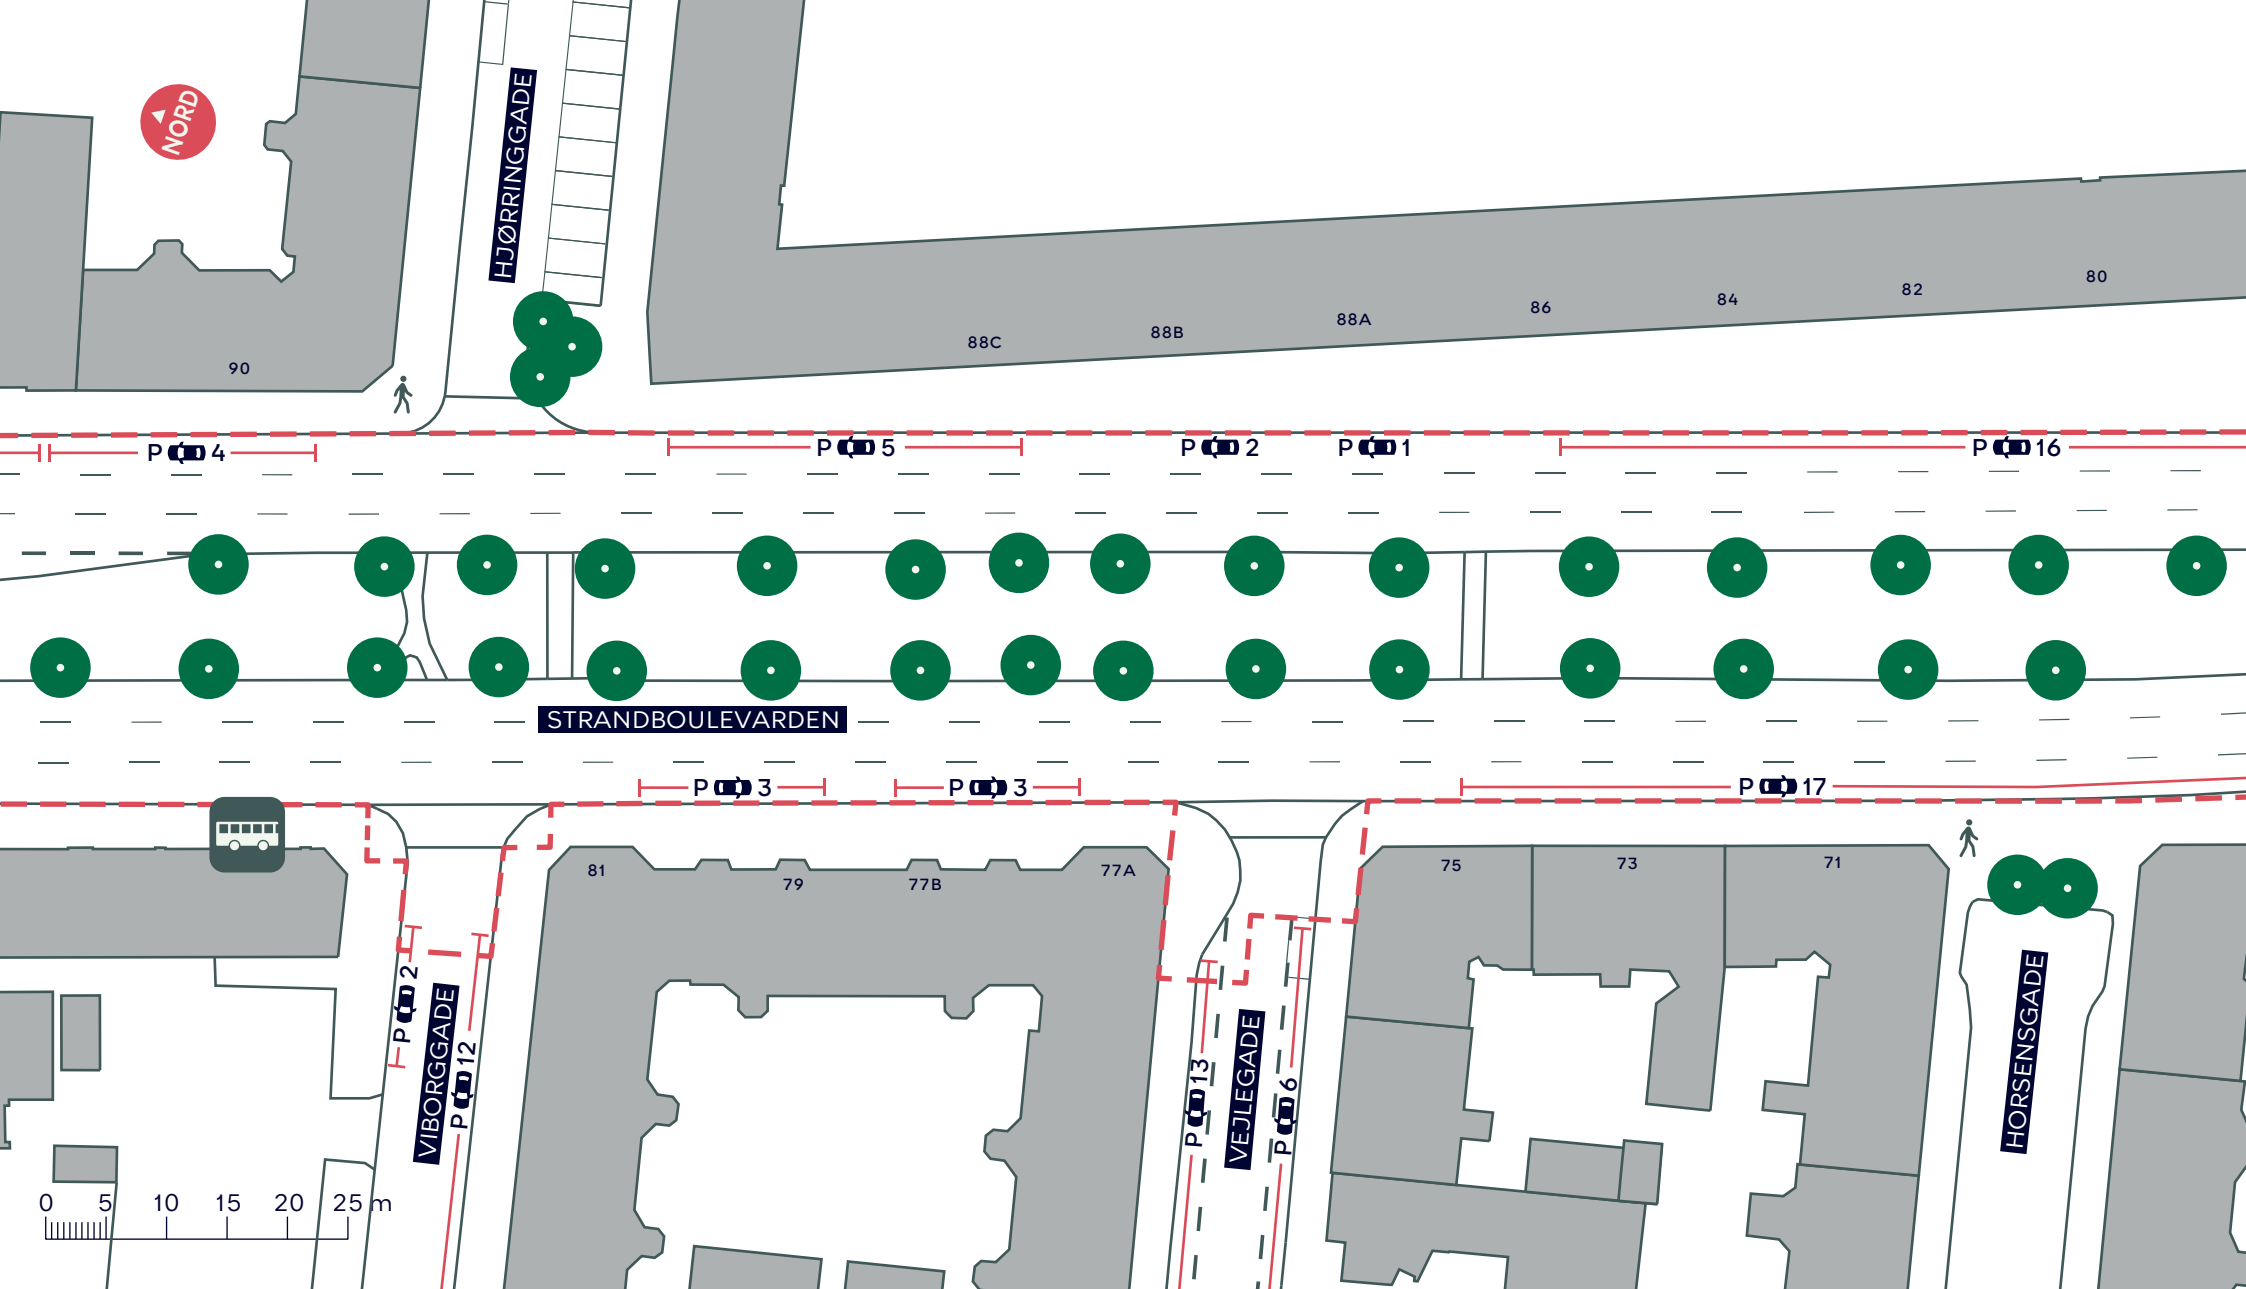 NORD
HJØRRINGGADE
90
88C
88B
88A
86
84
82
80
P 4
P 5
P 2
P 1
P 16
STRANDBOULEVARDEN
P 3
P 3
P 17
81
79
77B
77A
75
73
71
P 2
VIBORGGADE
P 12
P 13
VEJLEGADE
P 6
HORSENSGADE
0 5 10 15 20 25 m